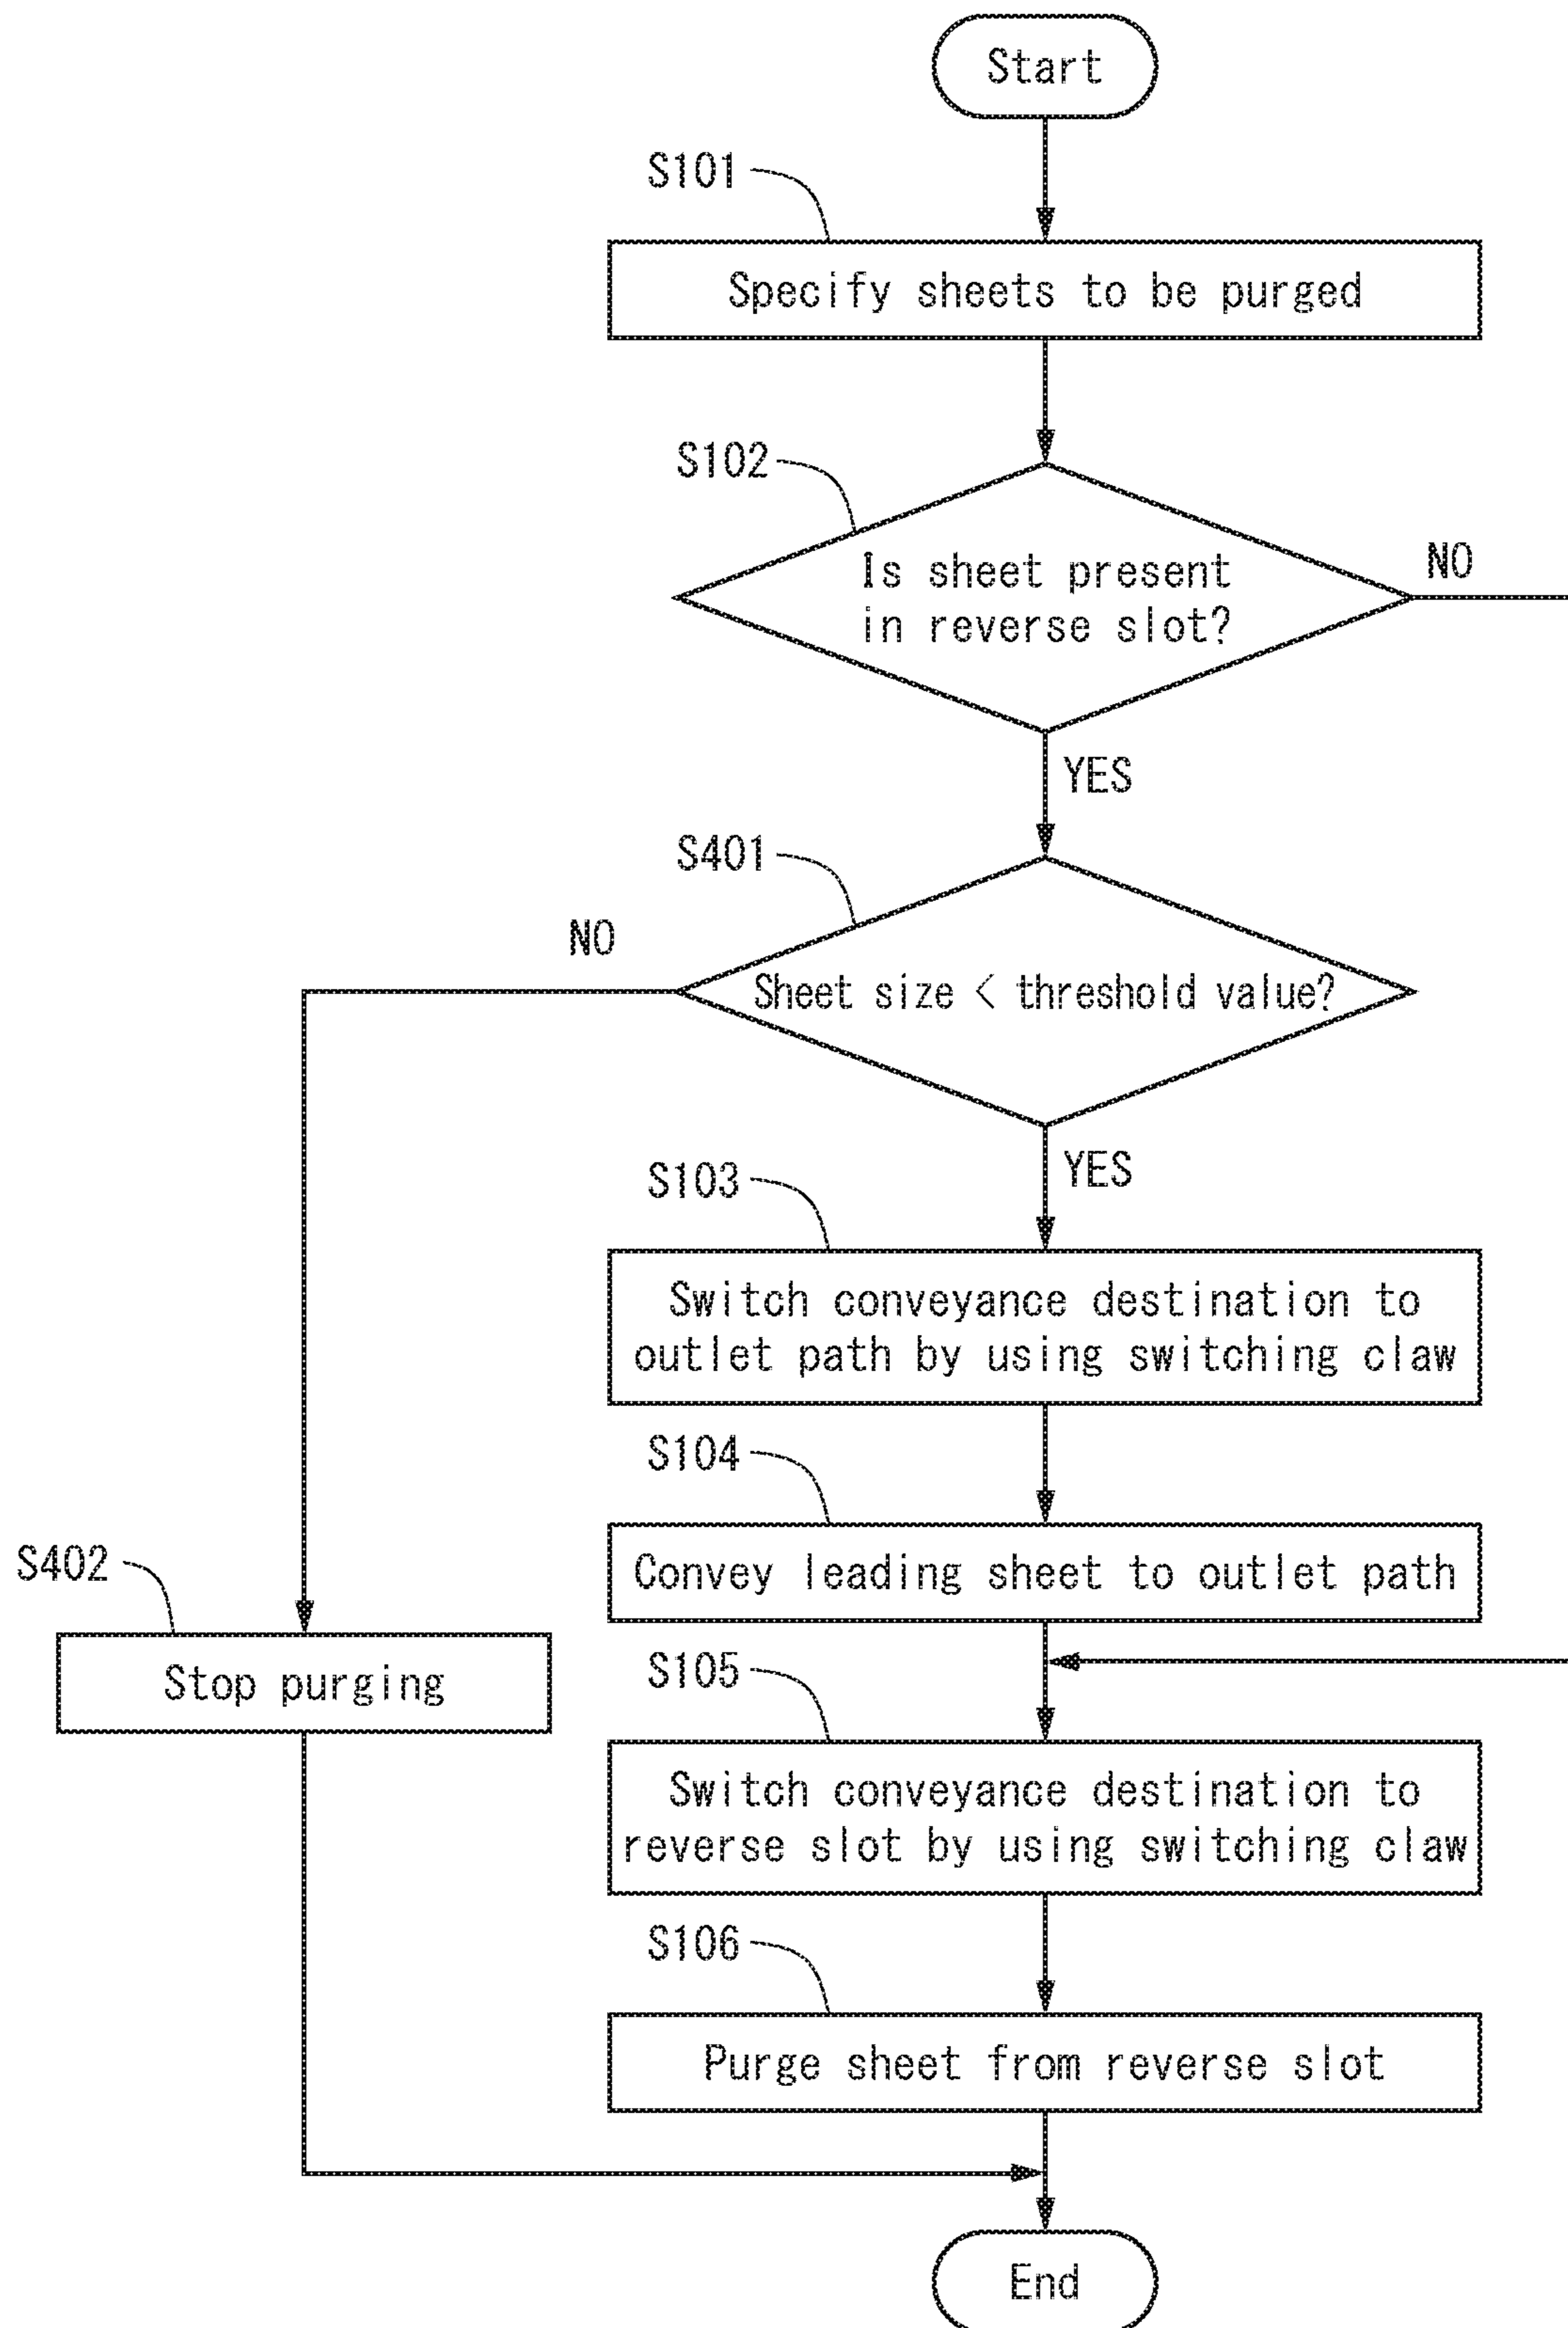 Start
S101
Specify sheets to be purged
S102
Is sheet present
in reverse slot?
NO
YES
S401
NO
Sheet size < threshold value?
YES
S103
Switch conveyance destination to
outlet path by using switching claw
S104
Convey leading sheet to outlet path
S402
Stop purging
S105
Switch conveyance destination to
reverse slot by using switching claw
S106
Purge sheet from reverse slot
End